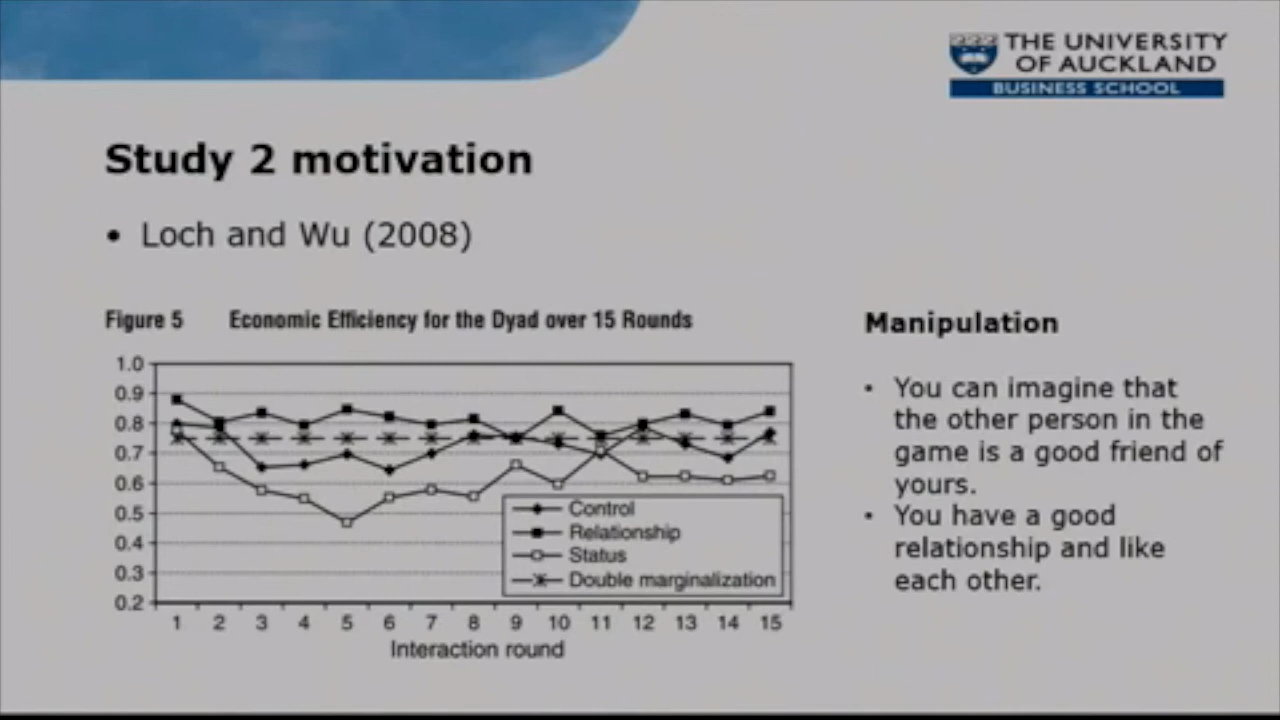 THE UNIVERSITY
OF AUCKLAND
BUSINESS SCHOOL
Study 2 motivation
• Loch and Wu (2008)
Figure 5 Economic Efficiency for the Dyad over 15 Rounds
1.0
0.9
0.8
0.7
0.6
0.5
0.4
0.3
0.2
Control
Relationship
Status
Double marginalization
1 2 3 4 5 6 7 8 9 10 11 12 13 14 15
Interaction round
Manipulation
• You can imagine that
the other person in the
game is a good friend of
yours.
• You have a good
relationship and like
each other.